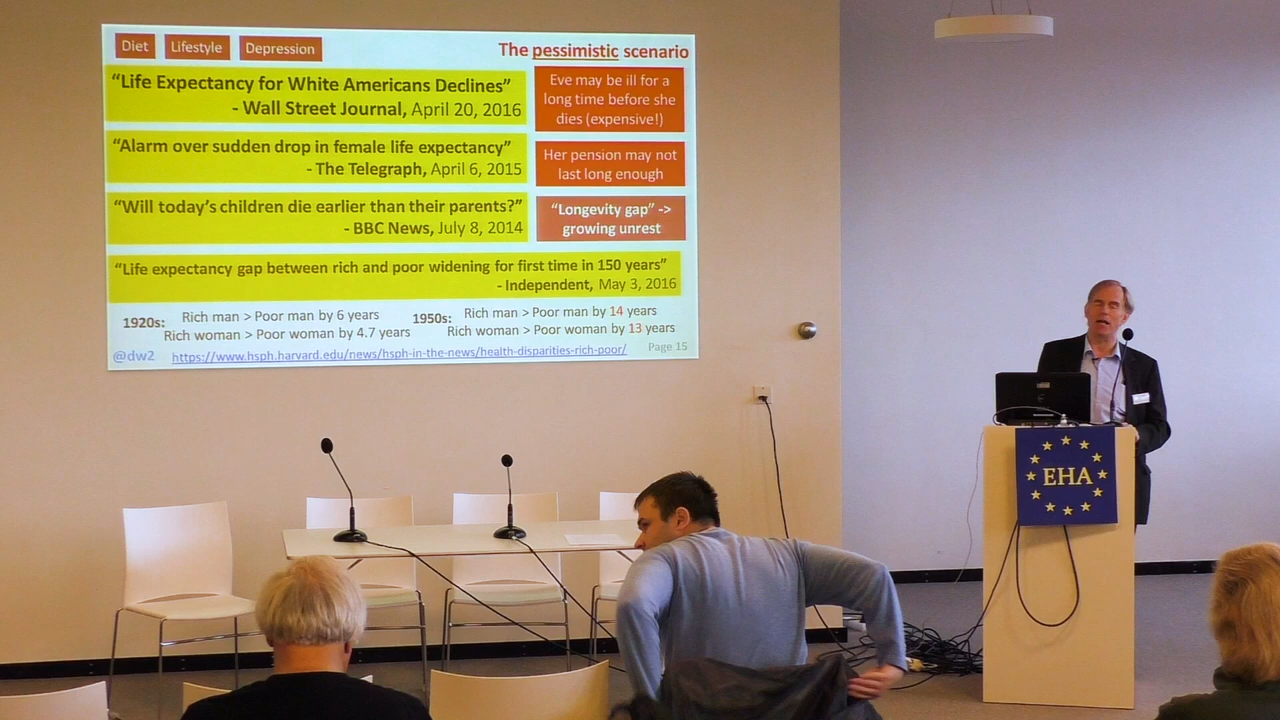 Diet Lifestyle Depression
The pessimistic scenario
“Life Expectancy for White Americans Declines”
- Wall Street Journal, April 20, 2016
“Alarm over sudden drop in female life expectancy”
- The Telegraph, April 6, 2015
“Will today’s children die earlier than their parents?”
- BBC News, July 8, 2014
Eve may be ill for a
long time before she
dies (expensive!)
Her pension may not
last long enough
“Longevity gap” ->
growing unrest
“Life expectancy gap between rich and poor widening for first time in 150 years”
- Independent, May 3, 2016
1920s:
Rich man > Poor man by 6 years
Rich woman > Poor woman by 4.7 years
1950s:
Rich man > Poor man by 14 years
Rich woman > Poor woman by 13 years
@dw2 https://www.hsph.harvard.edu/news/hsph-in-the-news/health-disparities-rich-poor/ Page 15
EHA